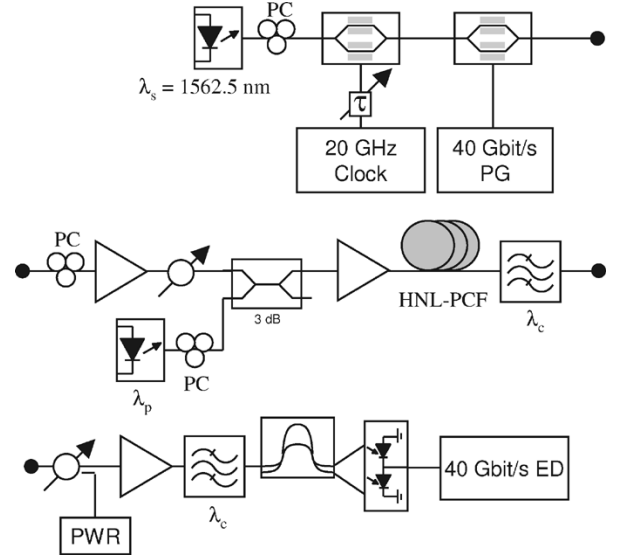 PC
λs = 1562.5 nm
τ
20 GHz
Clock
40 Gbit/s
PG
PC
HNL-PCF
3 dB
λc
PC
λp
40 Gbit/s ED
λc
PWR